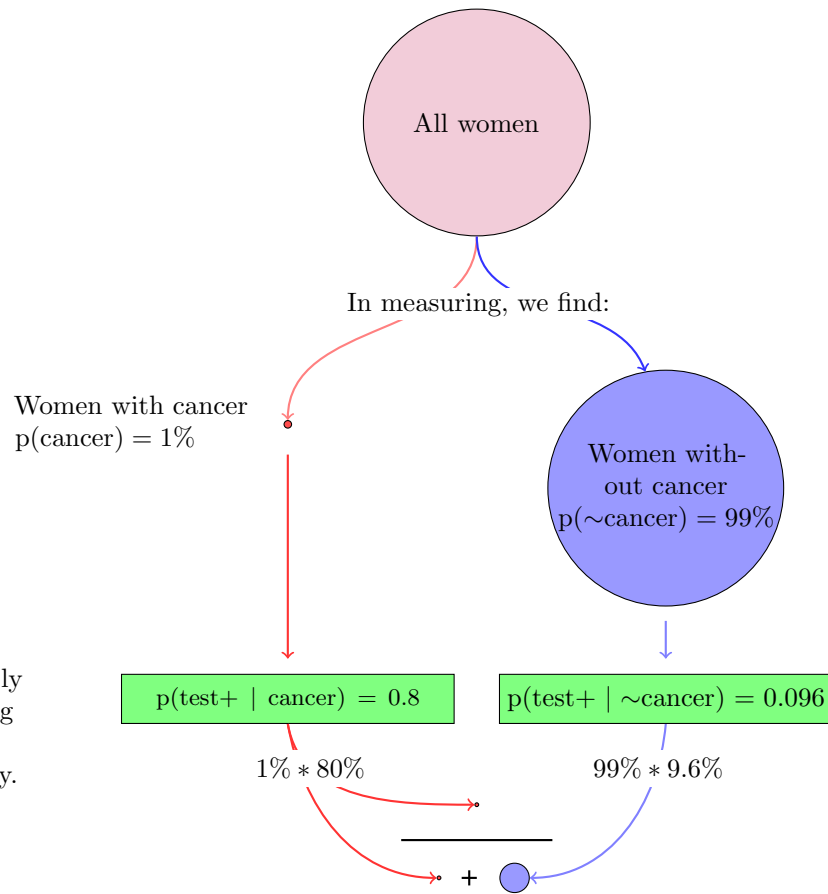 All women
In measuring, we find:
Women with cancer
p(cancer) = 1%
Women with-
out cancer
p(∼cancer) = 99%
p(test+ | cancer) = 0.8
p(test+ | ∼cancer) = 0.096
1% ∗ 80%
99% ∗ 9.6%
+